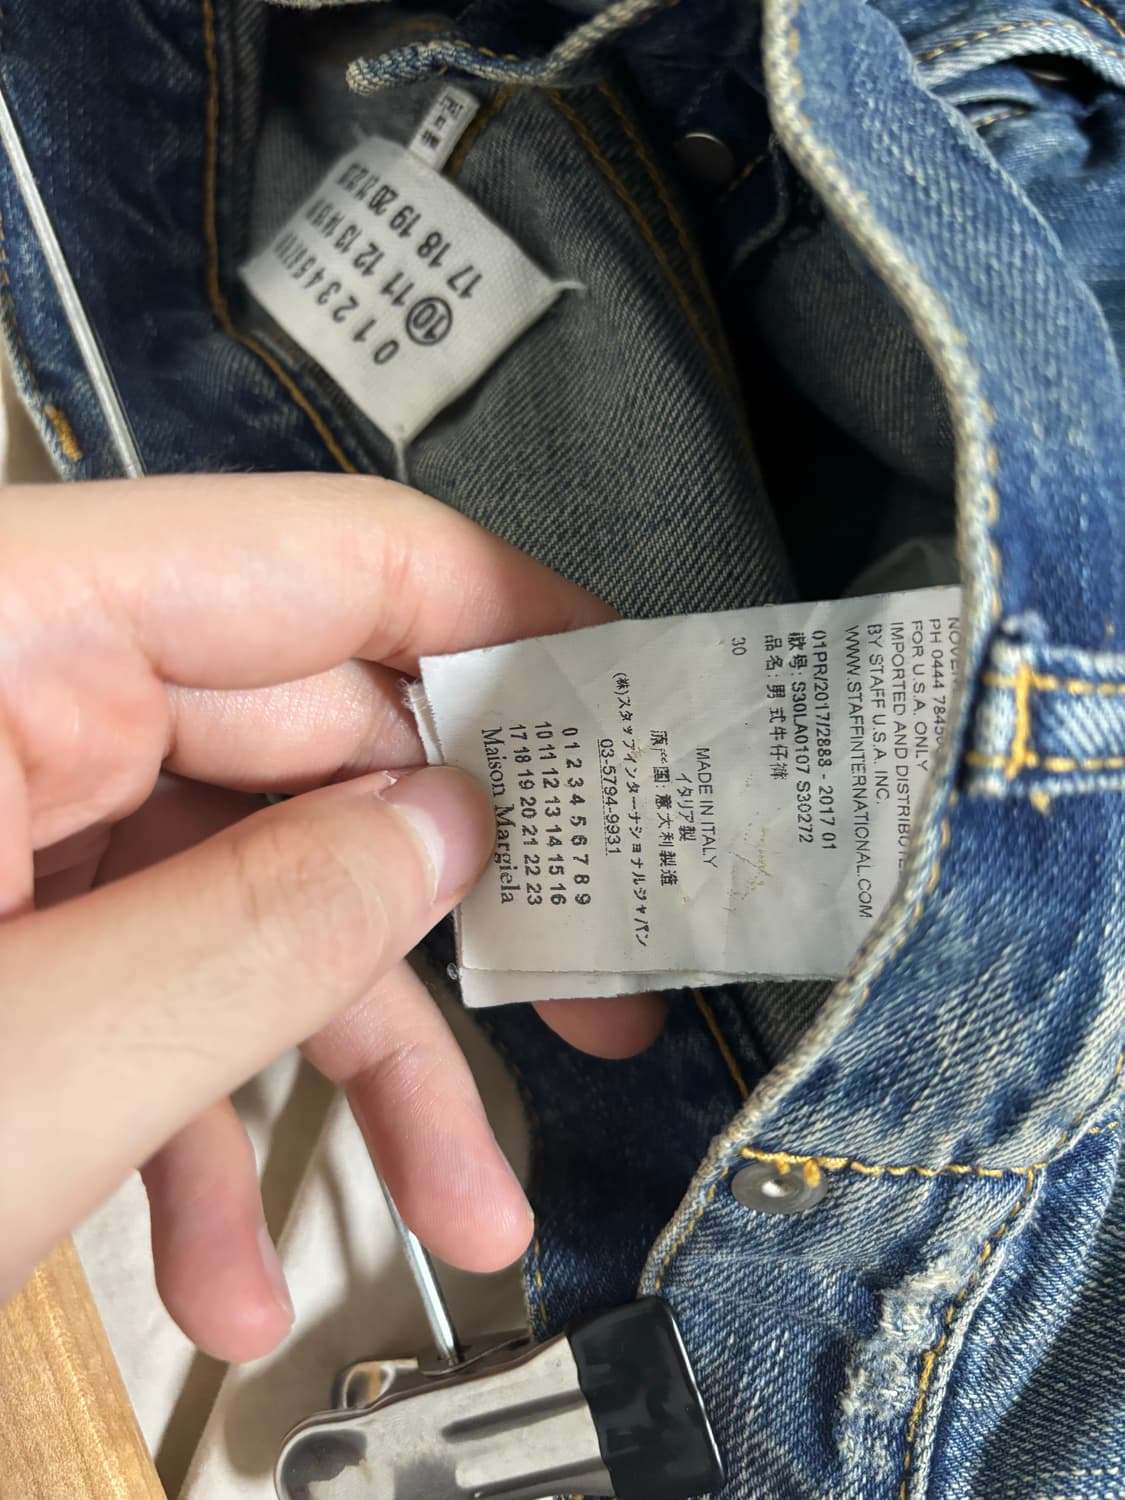 0 1 2 3 4 5 6 7 8 9
⑩ 11 12 13 14 15 16
17 18 19 20 21 22 23
PH 0444 78450
FOR U.S.A. ONLY
IMPORTED AND DISTRIBUTE
BY STAFF U.S.A. INC.
WWW.STAFFINTERNATIONAL.COM
01PR/2017/2888 - 2017 01
款号: S30LA0107 S30272
品名: 男式牛仔裤
30
MADE IN ITALY
イタリア製
原产国: 意大利製造
(株)スタッフインターナショナルジャパン
03-5794-9931
0 1 2 3 4 5 6 7 8 9
10 11 12 13 14 15 16
17 18 19 20 21 22 23
Maison Margiela